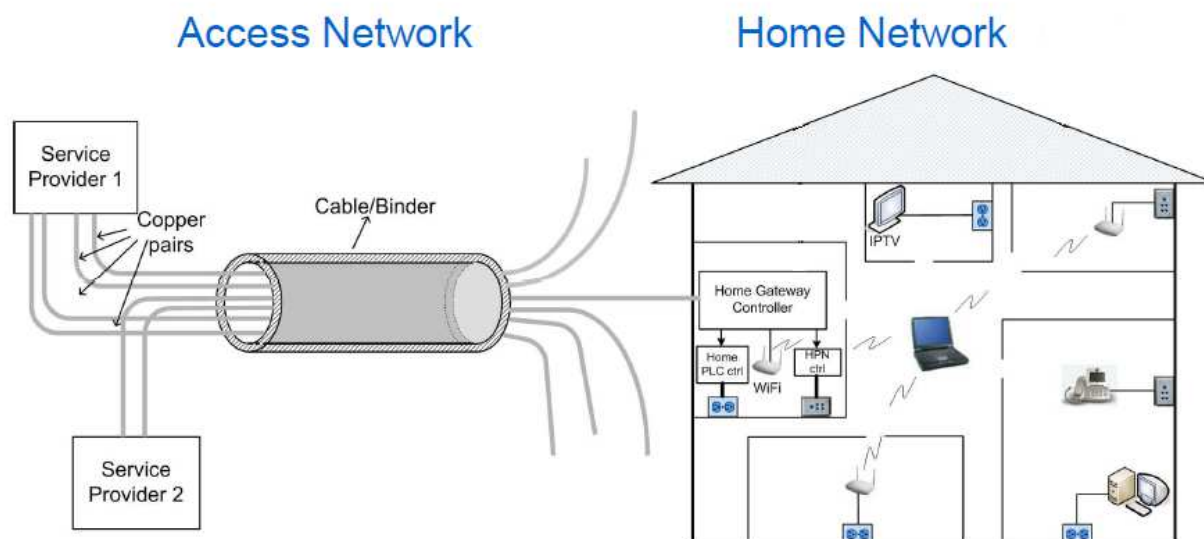 Access Network
Home Network
Service
Provider 1
Copper
pairs
Cable/Binder
Service
Provider 2
IPTV
Home Gateway
Controller
Home
PLC ctrl
WiFi
HPN
ctrl